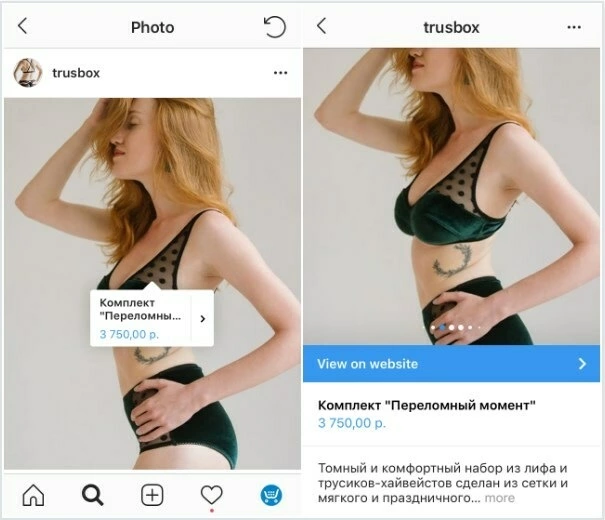 Photo
trusbox
Комплект
"Переломны...
3 750,00 р.
trusbox
View on website
Комплект "Переломный момент"
3 750,00 р.
Томный и комфортный набор из лифа и
трусиков-хайвейстов сделан из сетки и
мягкого и праздничного... more